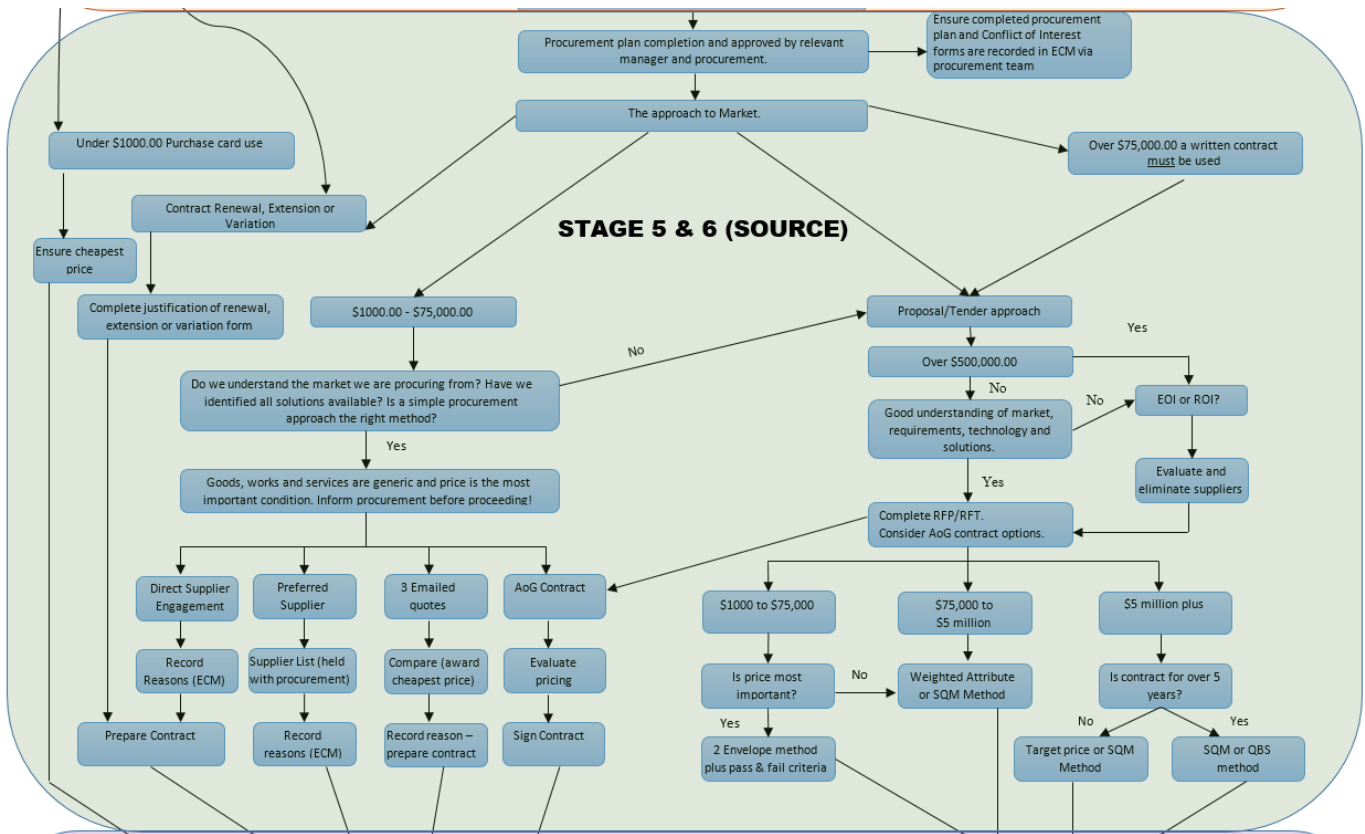 Procurement plan completion and approved by relevant
manager and procurement.
Ensure completed procurement
plan and Conflict of Interest
forms are recorded in ECM via
procurement team
The approach to Market.
Under $1000.00 Purchase card use
Over $75,000.00 a written contract
must be used
Contract Renewal, Extension or
Variation
STAGE 5 & 6 (SOURCE)
Ensure cheapest
price
Complete justification of renewal,
extension or variation form
$1000.00 - $75,000.00
Proposal/Tender approach
Yes
No
Over $500,000.00
Do we understand the market we are procuring from? Have we
identified all solutions available? Is a simple procurement
approach the right method?
No
No
EOI or ROI?
Good understanding of market,
requirements, technology and
solutions.
Yes
Evaluate and
eliminate suppliers
Goods, works and services are generic and price is the most
important condition. Inform procurement before proceeding!
Yes
Complete RFP/RFT.
Consider AoG contract options.
Direct Supplier
Engagement
Preferred
Supplier
3 Emailed
quotes
AoG Contract
$1000 to $75,000
$75,000 to
$5 million
$5 million plus
Record
Reasons (ECM)
Supplier List (held
with procurement)
Compare (award
cheapest price)
Evaluate
pricing
Is price most
important?
No
Weighted Attribute
or SQM Method
Is contract for over 5
years?
Yes
No
Yes
Prepare Contract
Record
reasons (ECM)
Record reason –
prepare contract
Sign Contract
2 Envelope method
plus pass & fail criteria
Target price or SQM
Method
SQM or QBS
method